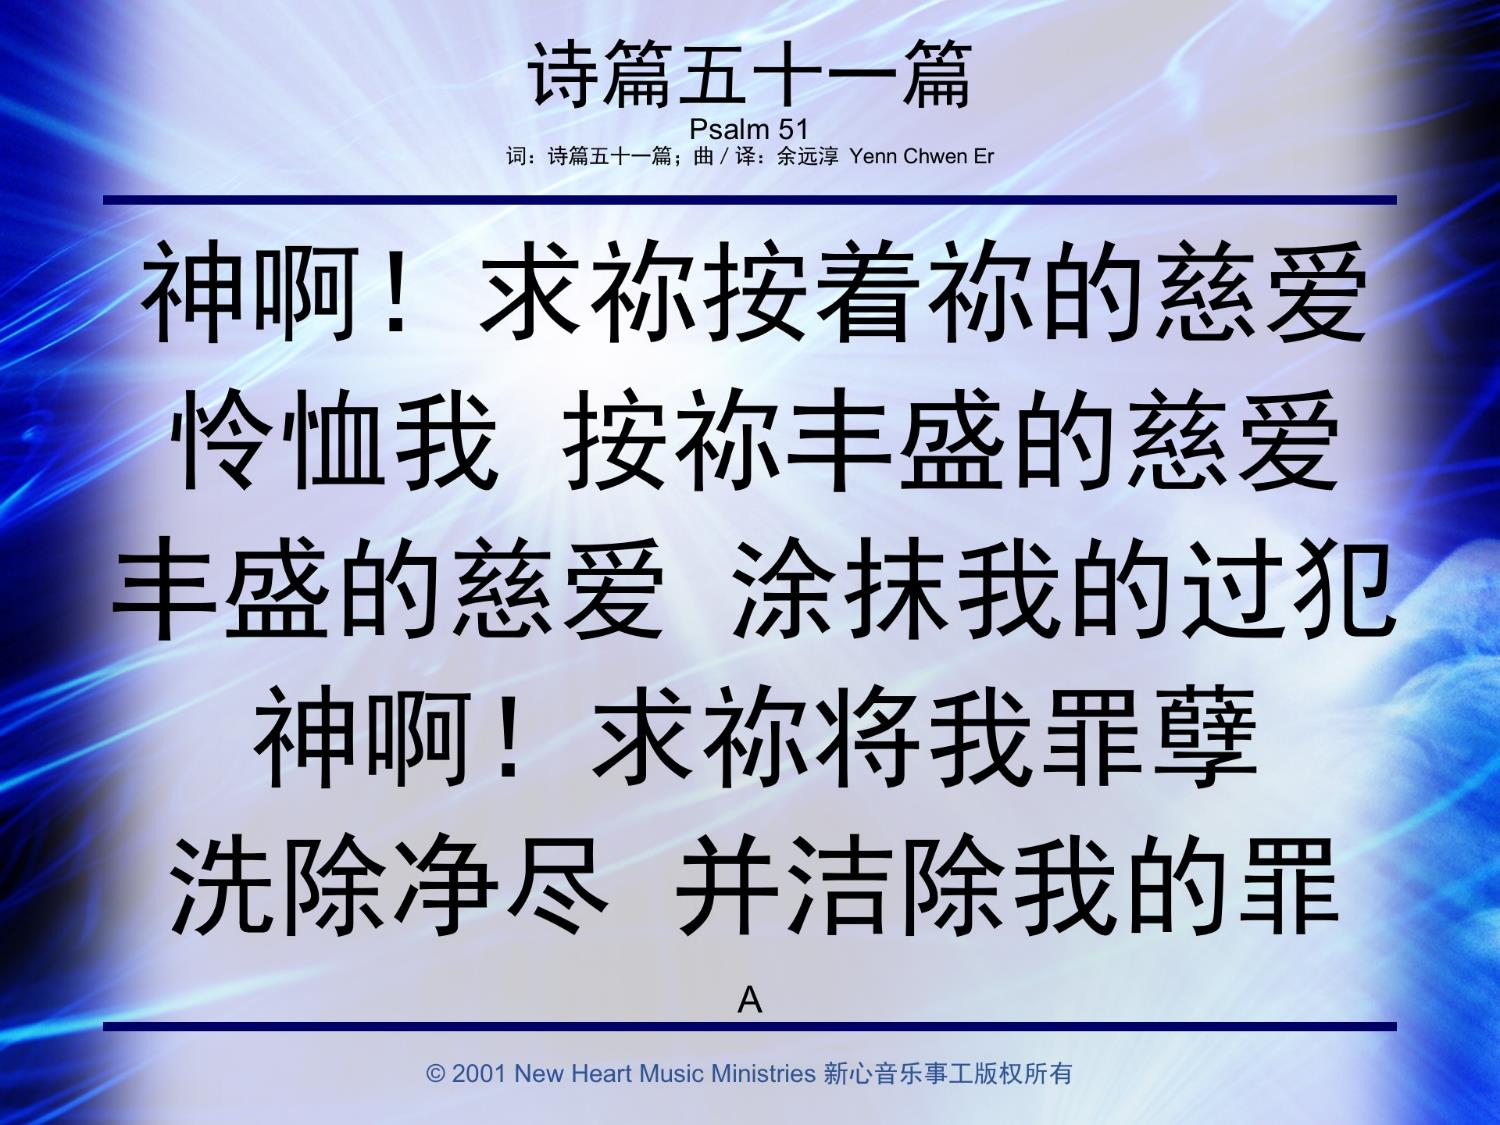 诗篇五十一篇
Psalm 51
词：诗篇五十一篇；曲 / 译：余远淳 Yenn Chwen Er
神啊！求祢按着祢的慈爱
怜恤我 按祢丰盛的慈爱
丰盛的慈爱 涂抹我的过犯
神啊！求祢将我罪孽
洗除净尽 并洁除我的罪
A
© 2001 New Heart Music Ministries 新心音乐事工版权所有